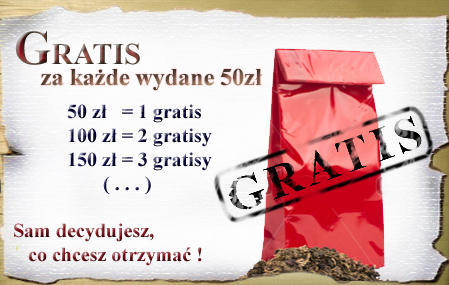 GRATIS
za każde wydane 50zł
50 zł = 1 gratis
100 zł = 2 gratisy
150 zł = 3 gratisy
( . . . )
GRATIS
Sam decydujesz,
co chcesz otrzymać !